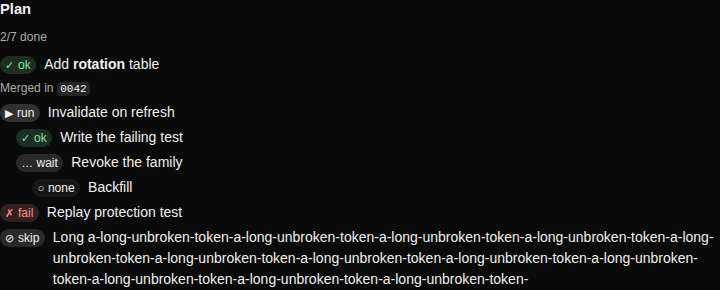 Plan
2/7 done
✓ ok Add rotation table
Merged in 0042
▶ run Invalidate on refresh
✓ ok Write the failing test
… wait Revoke the family
○ none Backfill
✗ fail Replay protection test
⊘ skip Long a-long-unbroken-token-a-long-unbroken-token-a-long-unbroken-token-a-long-unbroken-token-a-long-
unbroken-token-a-long-unbroken-token-a-long-unbroken-token-a-long-unbroken-token-a-long-unbroken-
token-a-long-unbroken-token-a-long-unbroken-token-a-long-unbroken-token-